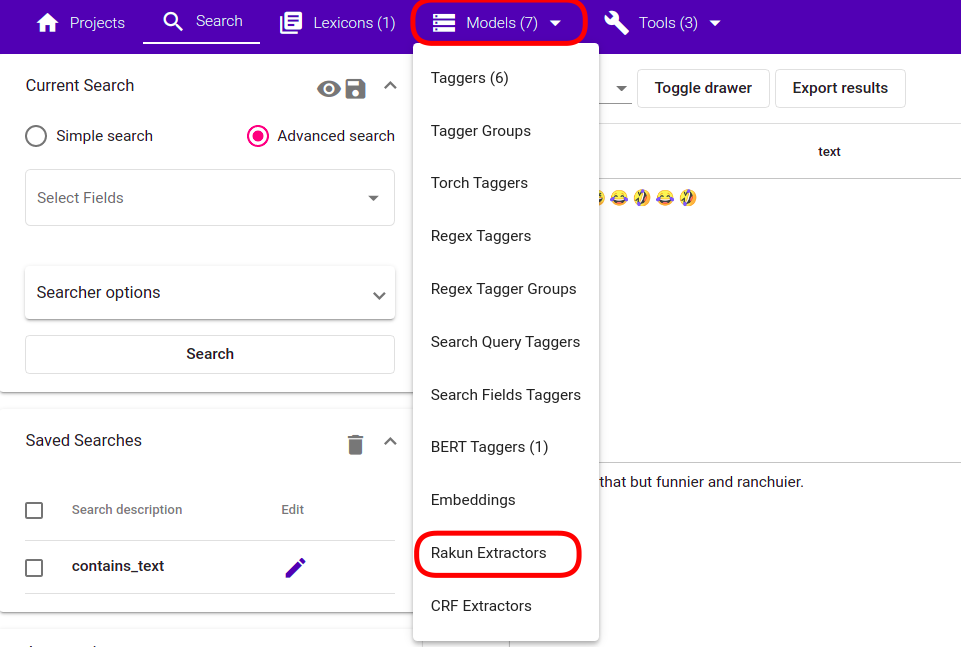 Projects
Search
Lexicons (1)
Models (7)
Tools (3)
Current Search
Simple search
Advanced search
Select Fields
Searcher options
Search
Saved Searches
Search description
Edit
contains_text
Taggers (6)
Tagger Groups
Torch Taggers
Regex Taggers
Regex Tagger Groups
Search Query Taggers
Search Fields Taggers
BERT Taggers (1)
Embeddings
Rakun Extractors
CRF Extractors
Toggle drawer
Export results
text
😂 🤣 😂 🤣
that but funnier and ranchuier.